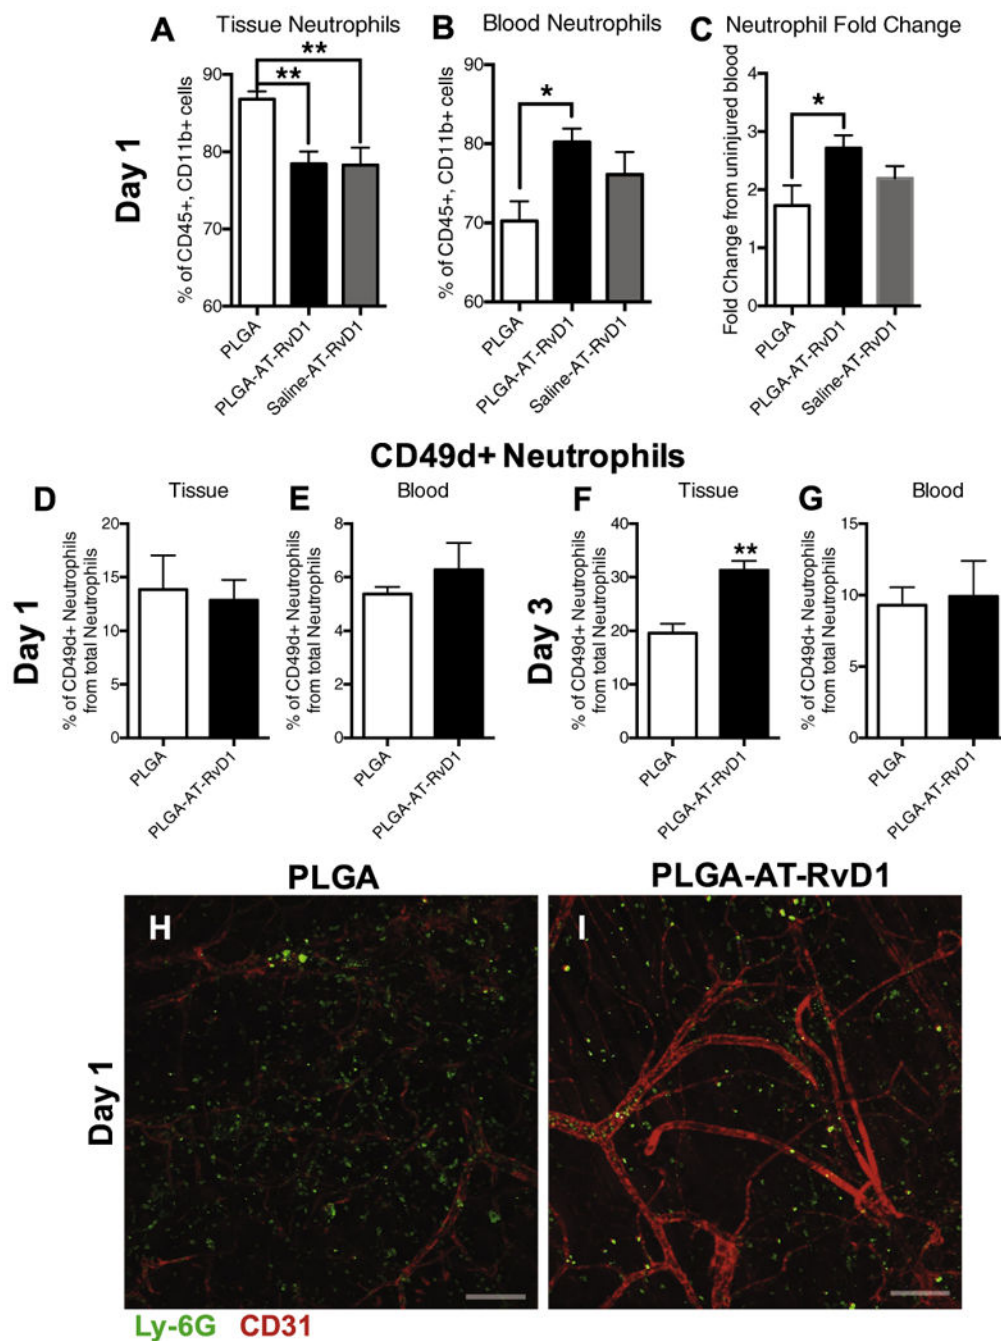 A Tissue Neutrophils
B Blood Neutrophils
C Neutrophil Fold Change
Day 1
% of CD45+, CD11b+ cells
90
80
70
60
**
**
PLGA
PLGA-AT-RvD1
Saline-AT-RvD1
% of CD45+, CD11b+ cells
90
80
70
60
*
PLGA
PLGA-AT-RvD1
Saline-AT-RvD1
Fold Change from uninjured blood
4
3
2
1
0
*
PLGA
PLGA-AT-RvD1
Saline-AT-RvD1
CD49d+ Neutrophils
D Tissue
E Blood
F Tissue
G Blood
Day 1
% of CD49d+ Neutrophils
from total Neutrophils
20
15
10
5
0
PLGA
PLGA-AT-RvD1
% of CD49d+ Neutrophils
from total Neutrophils
8
6
4
2
0
PLGA
PLGA-AT-RvD1
Day 3
% of CD49d+ Neutrophils
from total Neutrophils
40
30
20
10
0
**
PLGA
PLGA-AT-RvD1
% of CD49d+ Neutrophils
from total Neutrophils
15
10
5
0
PLGA
PLGA-AT-RvD1
PLGA
PLGA-AT-RvD1
Day 1
H
I
Ly-6G CD31